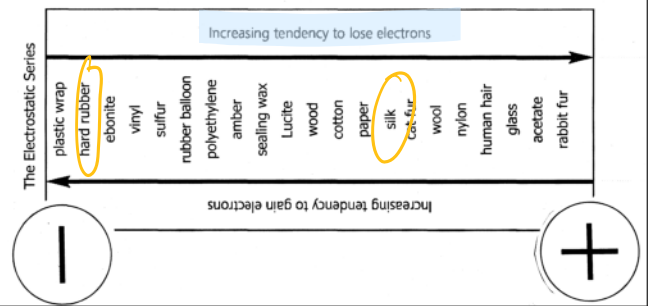 Increasing tendency to lose electrons
The Electrostatic Series
plastic wrap
hard rubber
ebonite
vinyl
sulfur
rubber balloon
polyethylene
amber
sealing wax
Lucite
wood
cotton
paper
silk
cat fur
wool
nylon
human hair
glass
acetate
rabbit fur
Increasing tendency to gain electrons
−
+